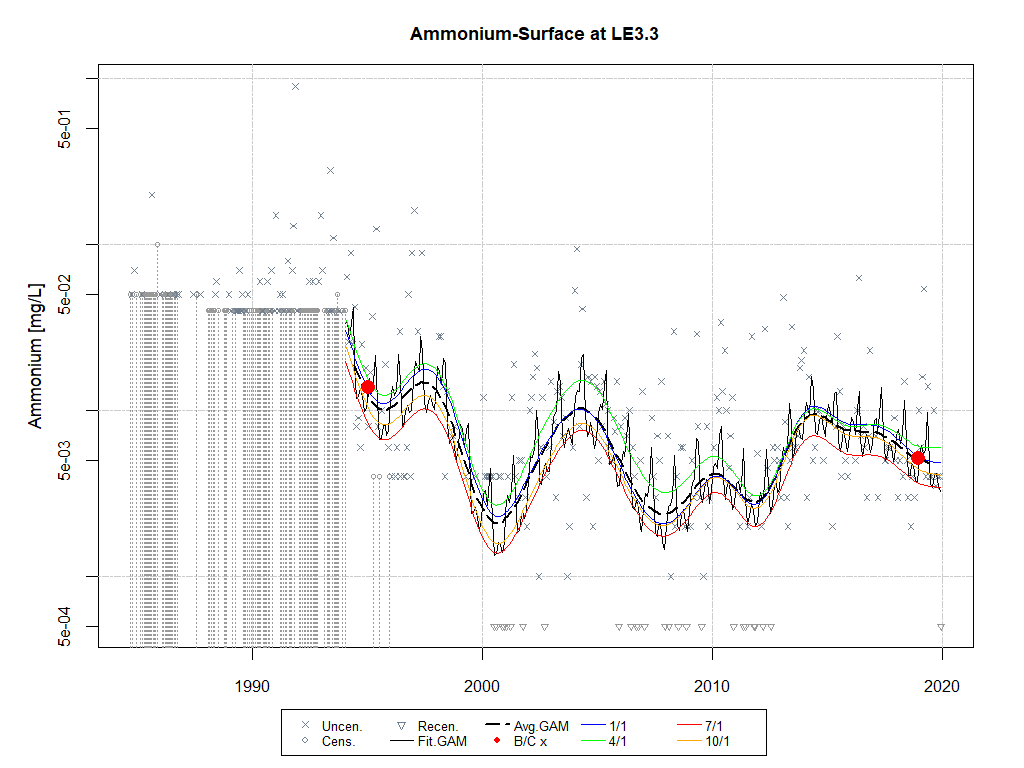 Ammonium-Surface at LE3.3
Ammonium [mg/L]
5e-01
5e-02
5e-03
5e-04
1990 2000 2010 2020
Uncen. Recen. Avg.GAM 1/1 7/1
Cens. Fit.GAM B/C x 4/1 10/1